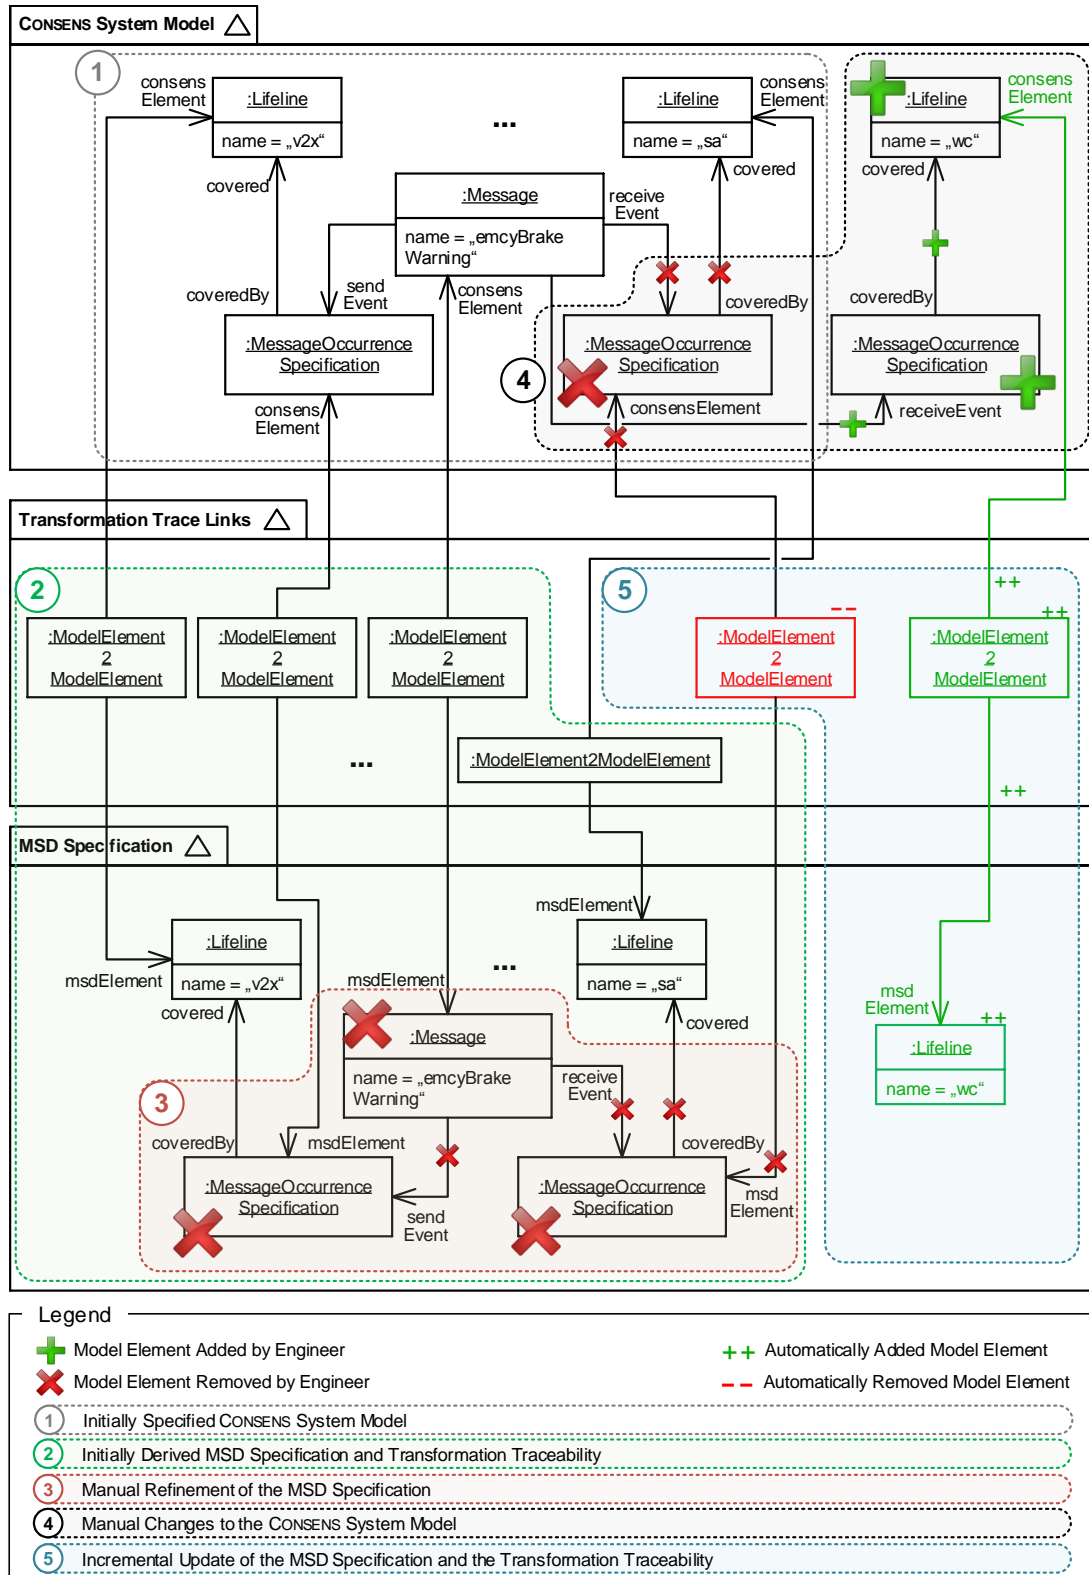 CONSENS System Model
1
consens
Element
:Lifeline
name = „v2x“
...
:Lifeline
name = „sa“
consens
Element
:Lifeline
name = „wc“
consens
Element
covered
:Message
name = „emcyBrake
Warning“
receive
Event
covered
covered
coveredBy
send
Event
consens
Element
coveredBy
coveredBy
:MessageOccurrence
Specification
4
:MessageOccurrence
Specification
:MessageOccurrence
Specification
consens
Element
consensElement
receiveEvent
Transformation Trace Links
2
5
++
:ModelElement
2
ModelElement
:ModelElement
2
ModelElement
:ModelElement
2
ModelElement
--
:ModelElement
2
ModelElement
++
:ModelElement
2
ModelElement
...
:ModelElement2ModelElement
++
MSD Specification
msdElement
:Lifeline
name = „v2x“
msdElement
...
msdElement
:Lifeline
name = „sa“
msd
Element
++
:Lifeline
name = „wc“
covered
covered
:Message
name = „emcyBrake
Warning“
receive
Event
3
coveredBy
msdElement
coveredBy
:MessageOccurrence
Specification
send
Event
:MessageOccurrence
Specification
msd
Element
Legend
Model Element Added by Engineer
++ Automatically Added Model Element
Model Element Removed by Engineer
-- Automatically Removed Model Element
1 Initially Specified CONSENS System Model
2 Initially Derived MSD Specification and Transformation Traceability
3 Manual Refinement of the MSD Specification
4 Manual Changes to the CONSENS System Model
5 Incremental Update of the MSD Specification and the Transformation Traceability